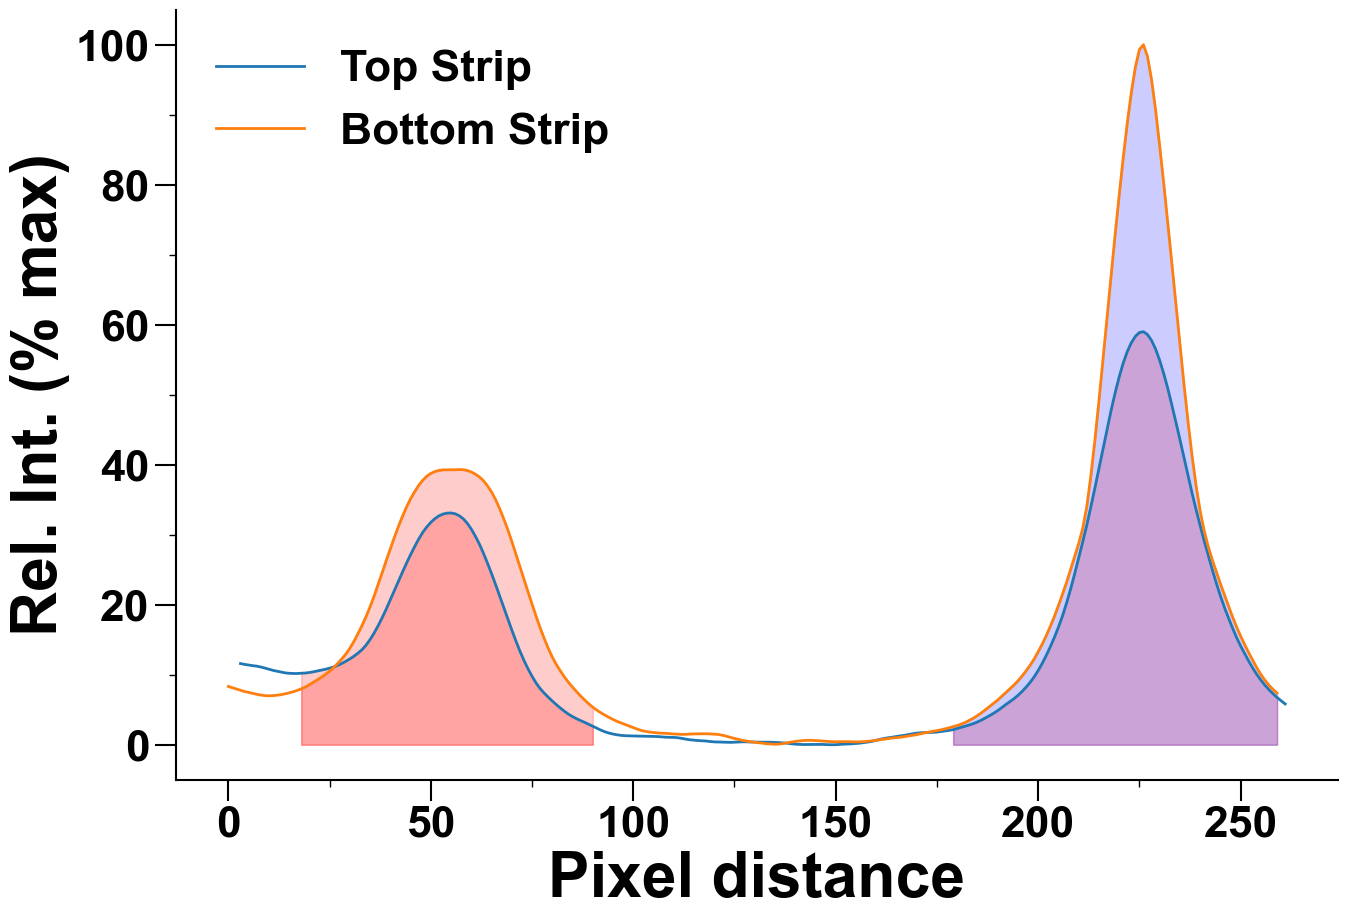 Top Strip
Bottom Strip
Rel. Int. (% max)
100
80
60
40
20
0
0 50 100 150 200 250
Pixel distance